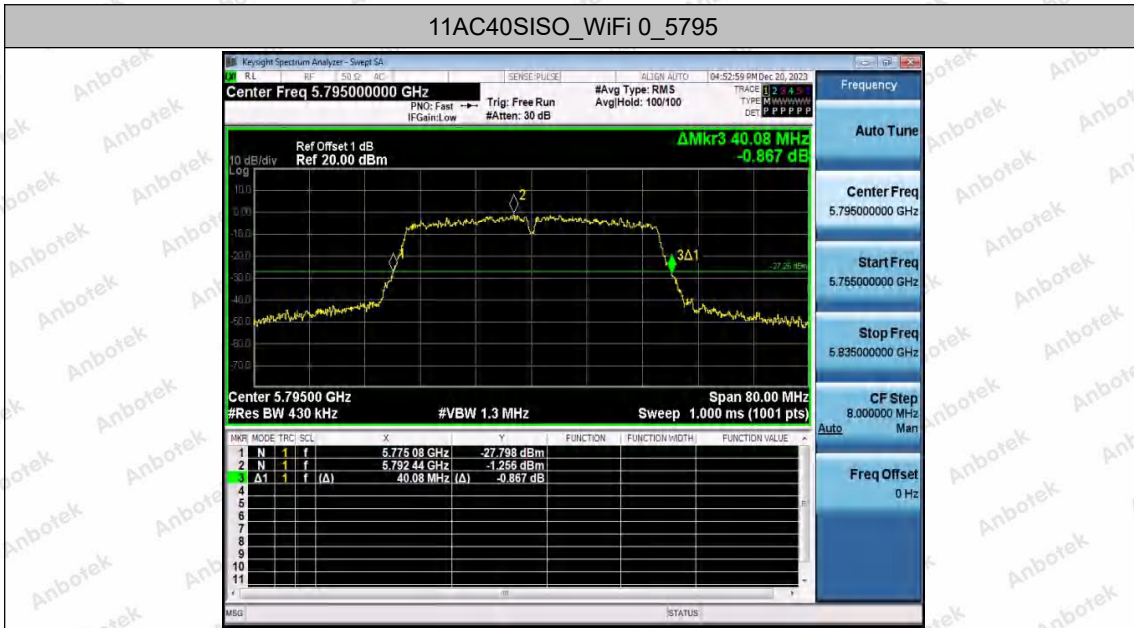 11AC40SISO_WiFi 0_5795
Keysight Spectrum Analyzer - Swept SA
RL RF 50 Ω AC SENSE:PULSE ALIGN AUTO 04:52:59 PM Dec 20, 2023
Center Freq 5.795000000 GHz
PNO: Fast
IFGain:Low
Trig: Free Run
#Atten: 30 dB
#Avg Type: RMS
Avg|Hold: 100/100
TRACE 1 2 3 4 5 6
TYPE M W W W W W
DET P P P P P P
ΔMkr3 40.08 MHz
-0.867 dB
Ref Offset 1 dB
10 dB/div Ref 20.00 dBm
Log
10.0
0.00
-10.0
-20.0
-30.0
-40.0
-50.0
-60.0
-70.0
1
2
3Δ1
-27.26 dBm
Center 5.79500 GHz Span 80.00 MHz
#Res BW 430 kHz #VBW 1.3 MHz Sweep 1.000 ms (1001 pts)
MKR MODE TRC SCL X Y FUNCTION FUNCTION WIDTH FUNCTION VALUE
1 N 1 f 5.775 08 GHz -27.798 dBm
2 N 1 f 5.792 44 GHz -1.256 dBm
3 Δ1 1 f (Δ) 40.08 MHz (Δ) -0.867 dB
4
5
6
7
8
9
10
11
MSG STATUS
Frequency
Auto Tune
Center Freq
5.795000000 GHz
Start Freq
5.755000000 GHz
Stop Freq
5.835000000 GHz
CF Step
8.000000 MHz
Auto Man
Freq Offset
0 Hz
Anbotek